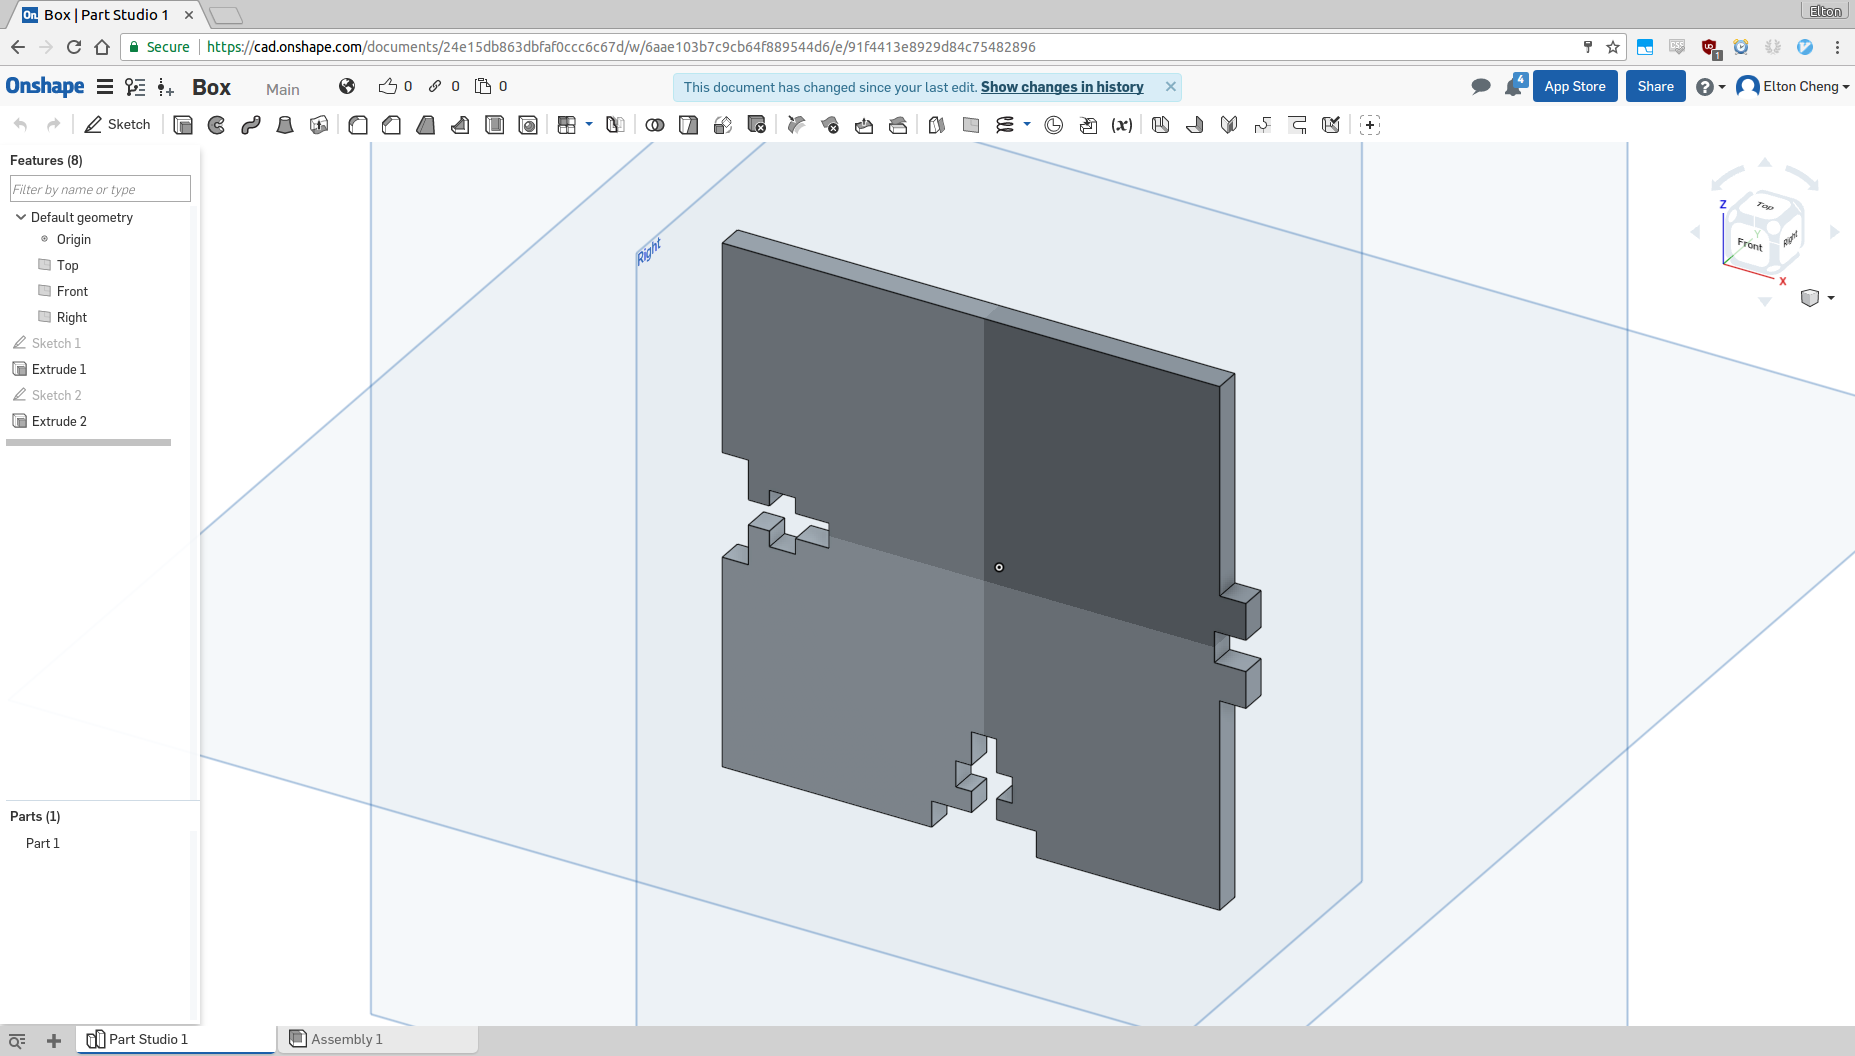 Box | Part Studio 1
Elton
Secure
https://cad.onshape.com/documents/24e15db863dbfaf0ccc6c67d/w/6aae103b7c9cb64f889544d6/e/91f4413e8929d84c75482896
1
Onshape
Box
Main
0
0
0
This document has changed since your last edit. Show changes in history
4
App Store
Share
Elton Cheng
Sketch
(x)
Features (8)
Filter by name or type
Default geometry
Origin
Top
Front
Right
Sketch 1
Extrude 1
Sketch 2
Extrude 2
Right
Z
Top
Y
Front
Right
X
Parts (1)
Part 1
Part Studio 1
Assembly 1